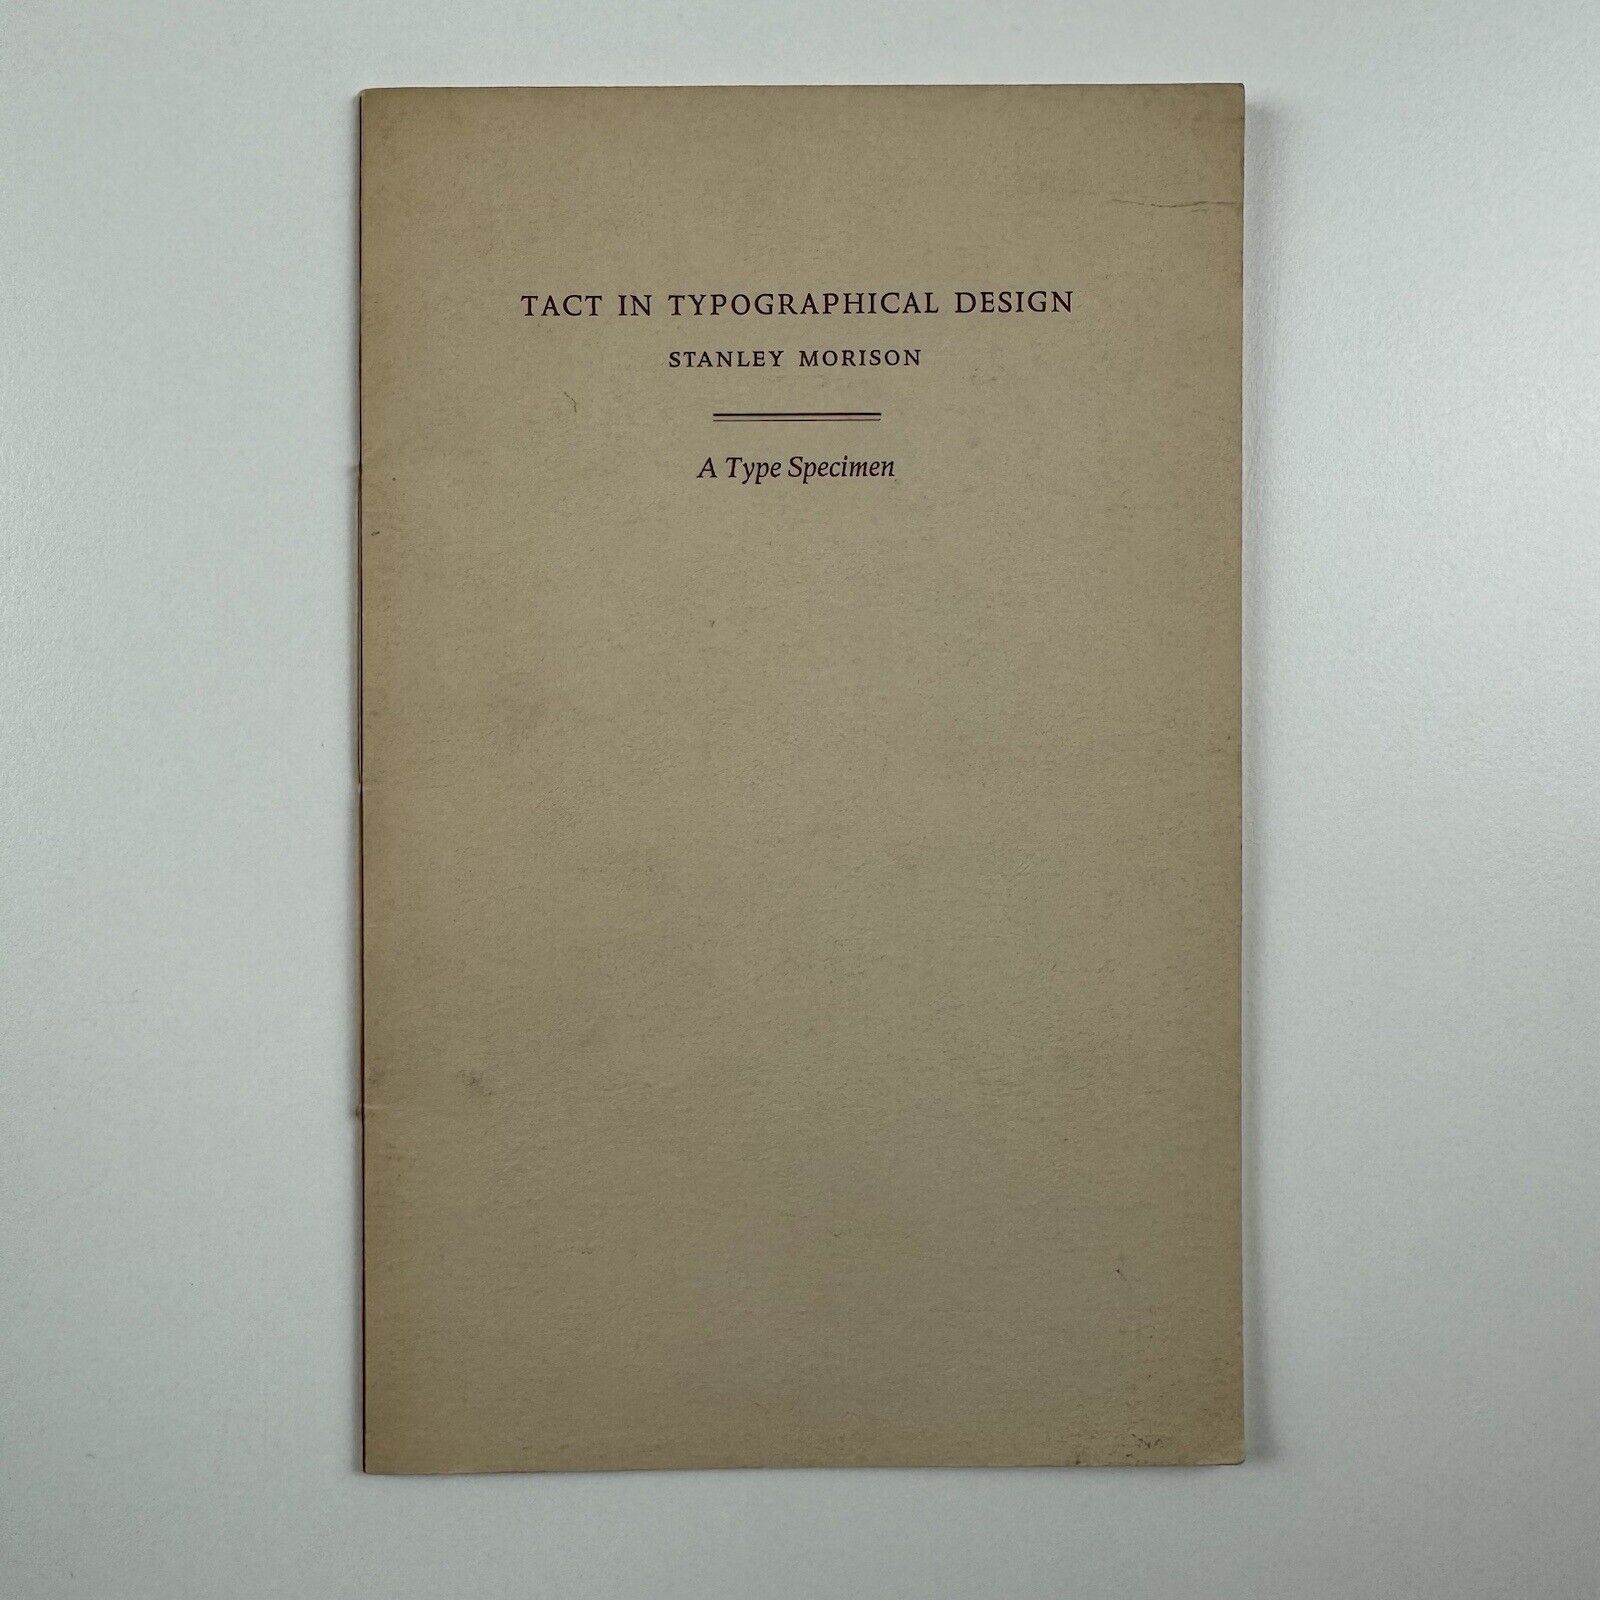 TACT IN TYPOGRAPHICAL DESIGN
STANLEY MORISON
A Type Specimen